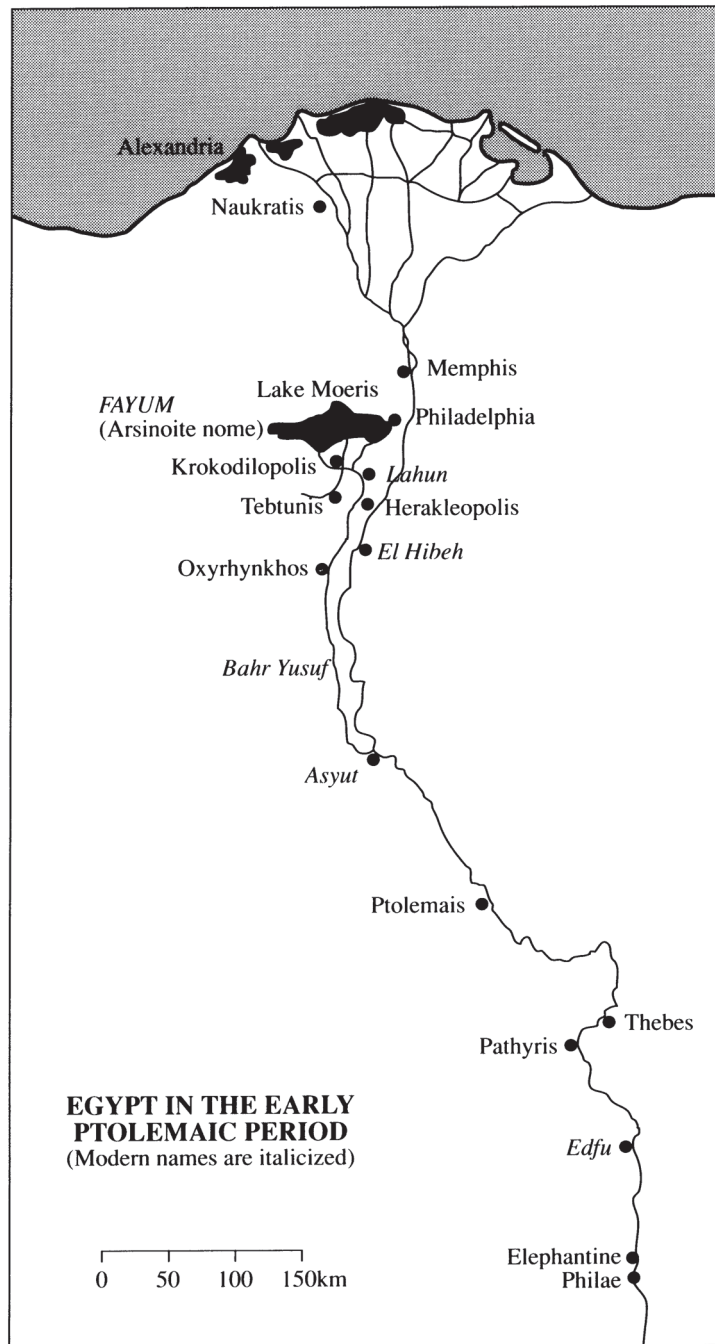 Alexandria
Naukratis
Memphis
Lake Moeris
FAYUM
(Arsinoite nome)
Philadelphia
Krokodilopolis
Lahun
Tebtunis
Herakleopolis
El Hibeh
Oxyrhynkhos
Bahr Yusuf
Asyut
Ptolemais
Thebes
Pathyris
EGYPT IN THE EARLY
PTOLEMAIC PERIOD
(Modern names are italicized)
Edfu
Elephantine
Philae
0 50 100 150km